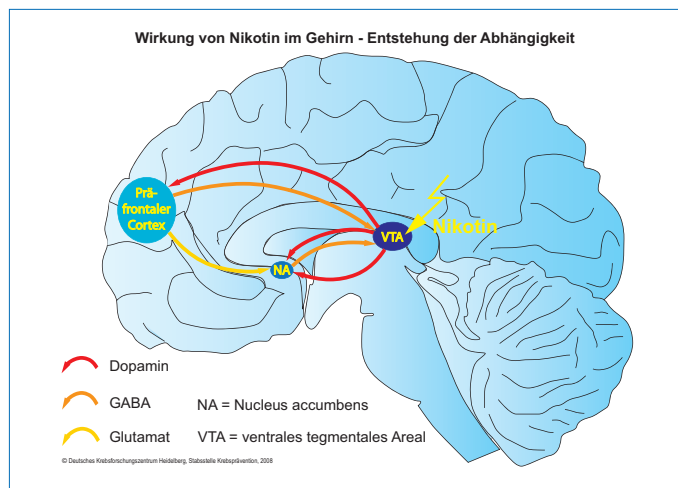 Wirkung von Nikotin im Gehirn - Entstehung der Abhängigkeit
Prä-
frontaler
Cortex
Nikotin
VTA
NA
Dopamin
GABA
NA = Nucleus accumbens
Glutamat
VTA = ventrales tegmentales Areal
© Deutsches Krebsforschungszentrum Heidelberg, Stabsstelle Krebsprävention, 2008